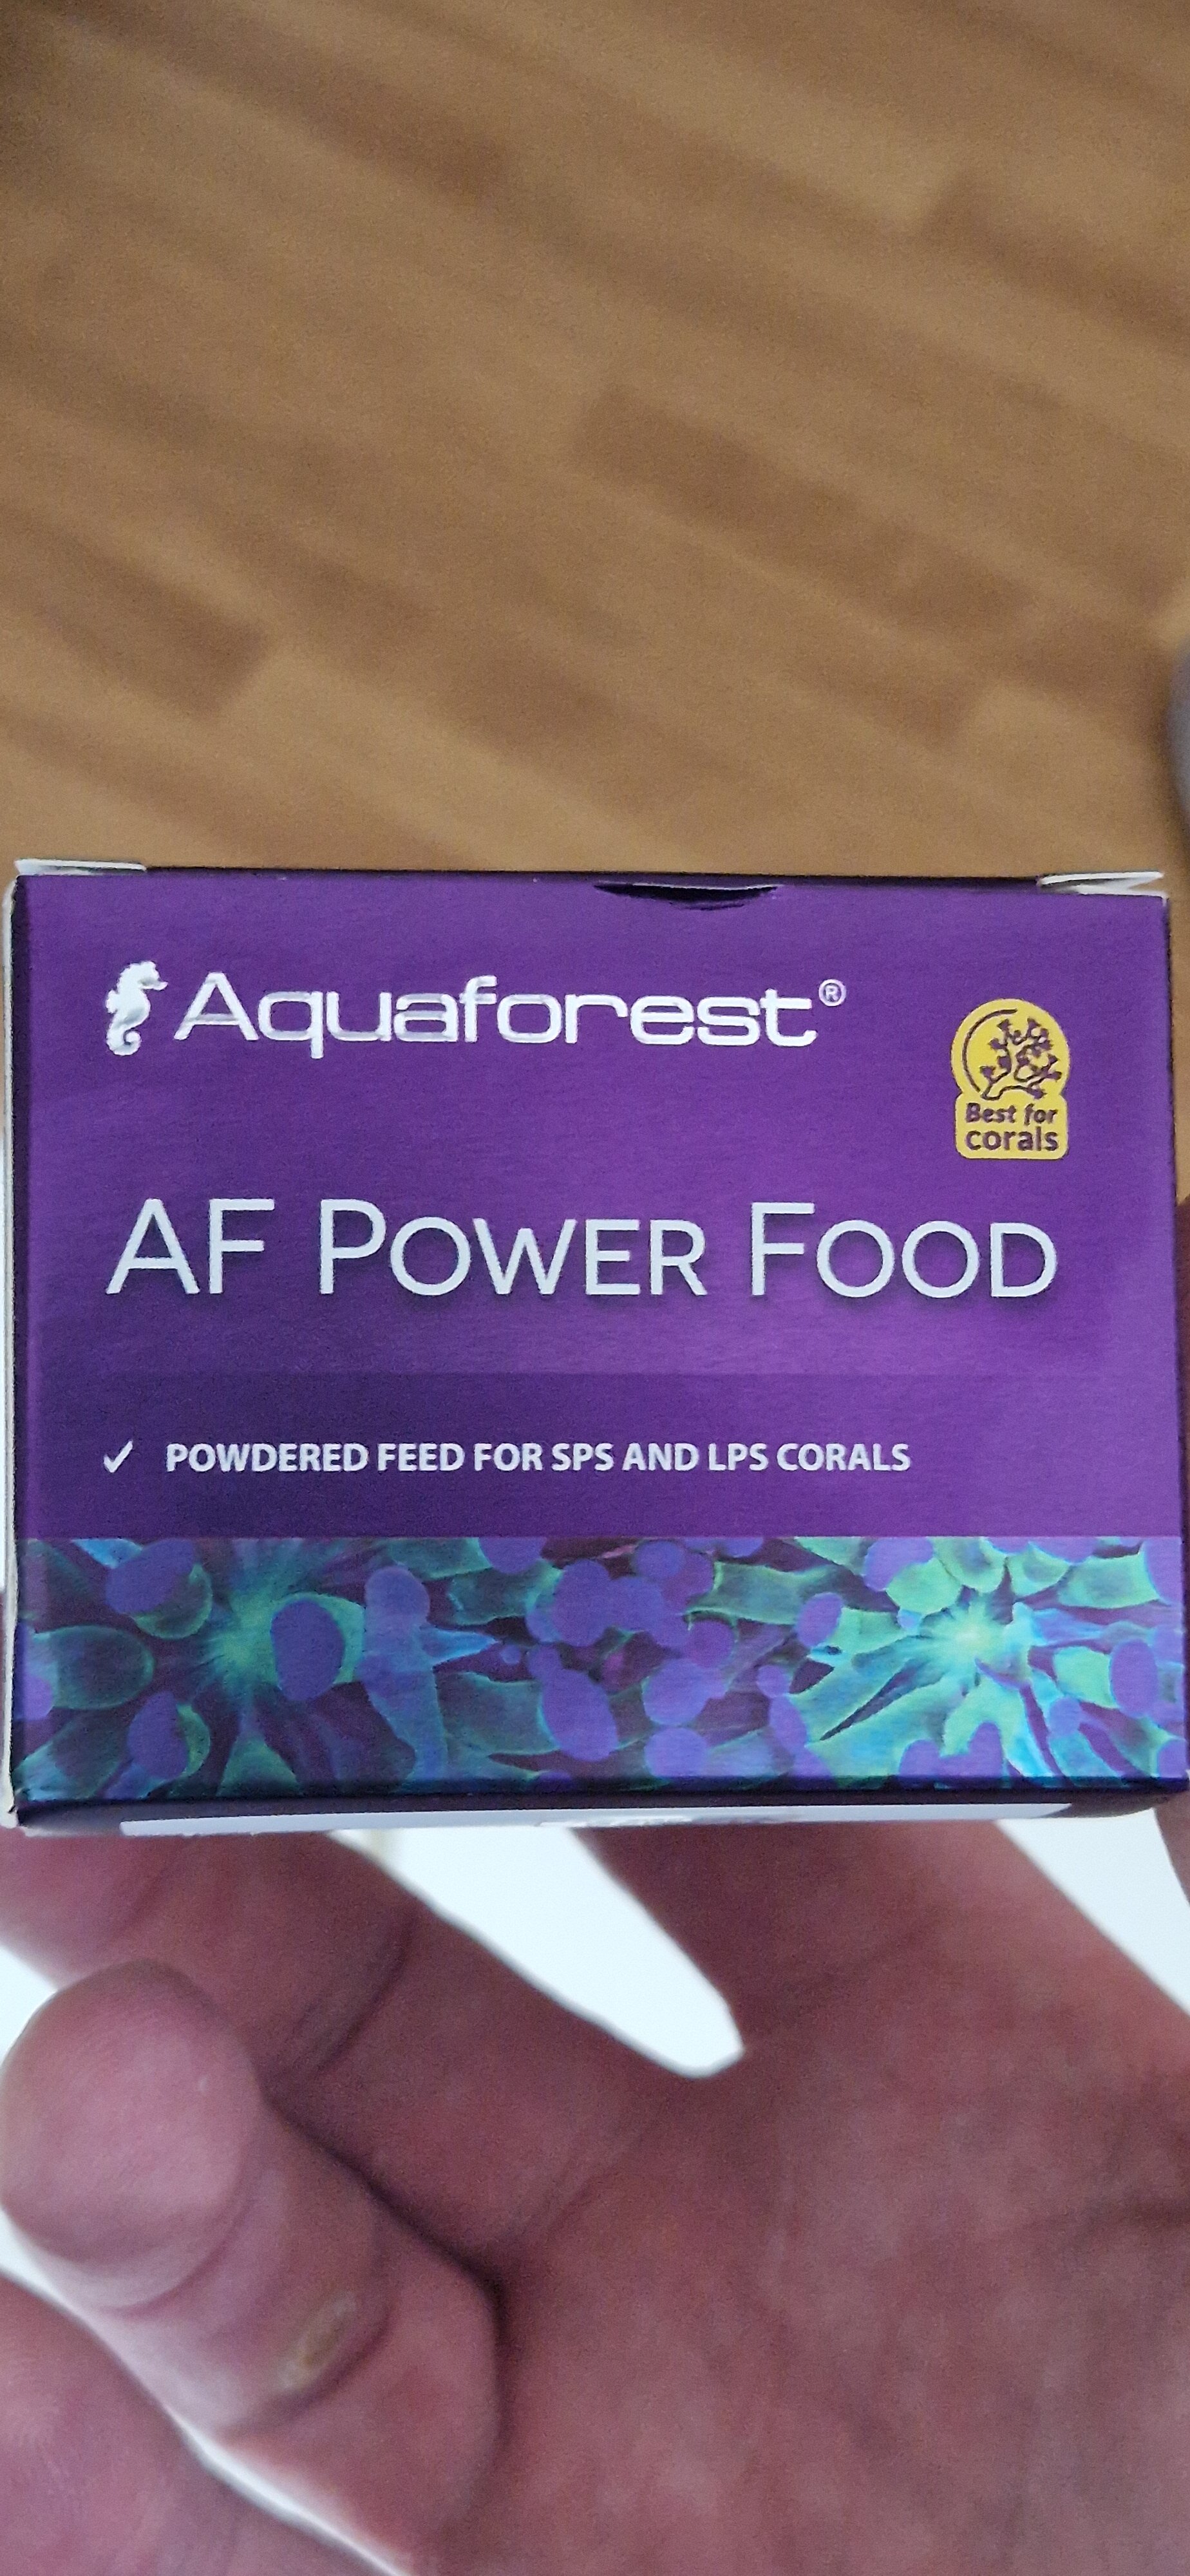 Aquaforest®
Best for
corals
AF POWER FOOD
✓ POWDERED FEED FOR SPS AND LPS CORALS